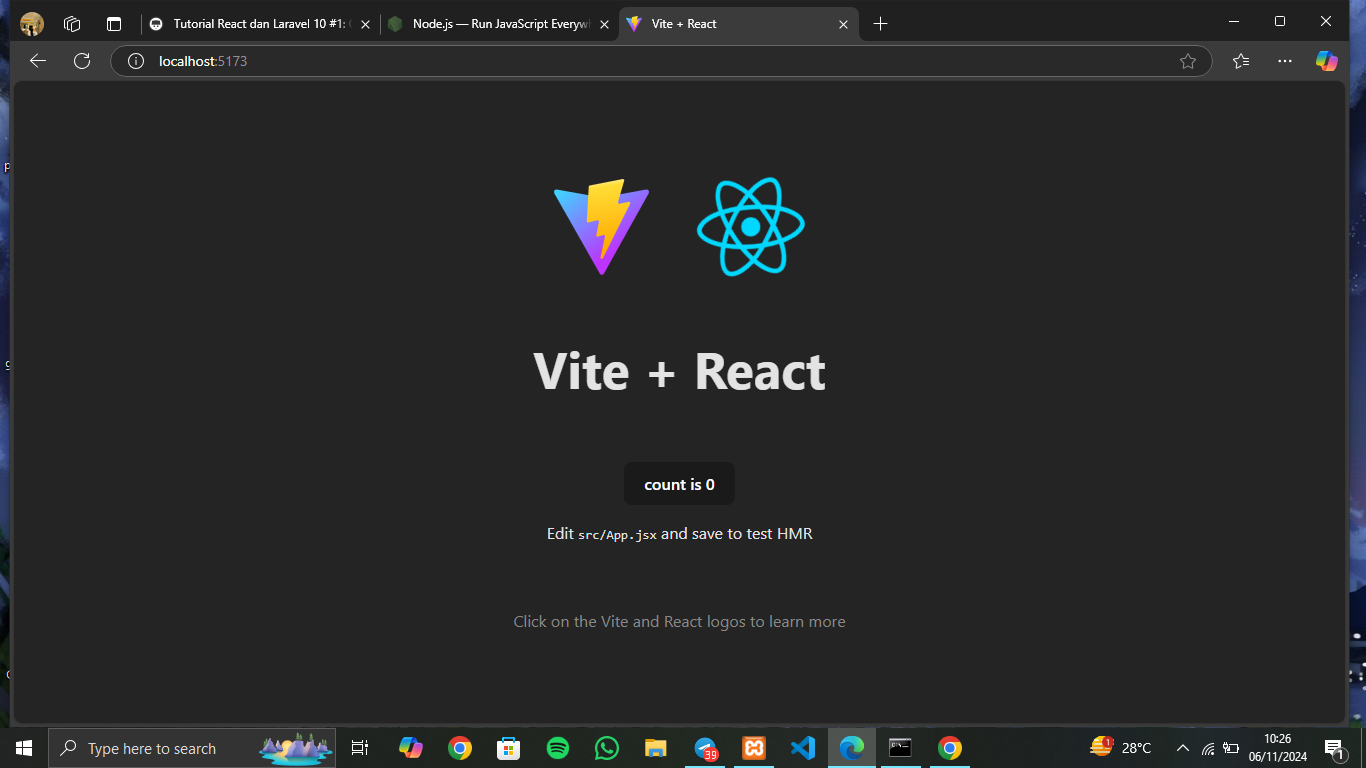 Tutorial React dan Laravel 10 #1:
Node.js — Run JavaScript Everywh
Vite + React
localhost:5173
Vite + React
count is 0
Edit src/App.jsx and save to test HMR
Click on the Vite and React logos to learn more
Type here to search
39
1
28°C
10:26
06/11/2024
1